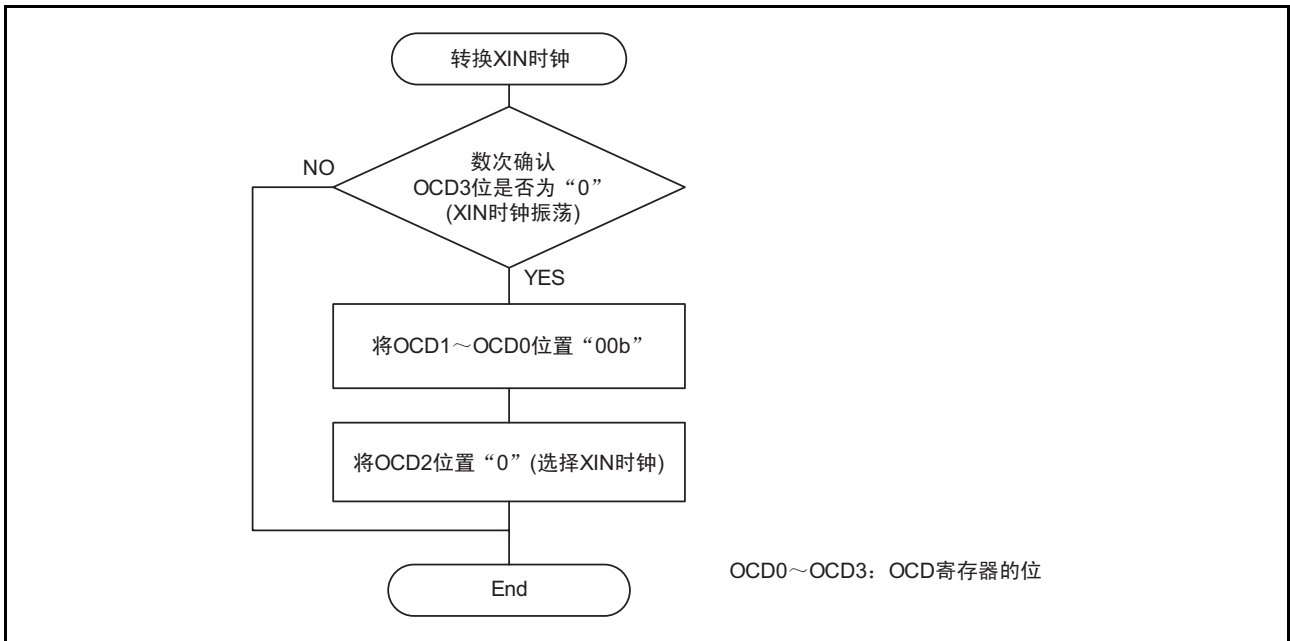 转换XIN时钟
数次确认
OCD3位是否为“0”
(XIN时钟振荡)
NO
YES
将OCD1～OCD0位置“00b”
将OCD2位置“0”(选择XIN时钟)
End
OCD0～OCD3：OCD寄存器的位